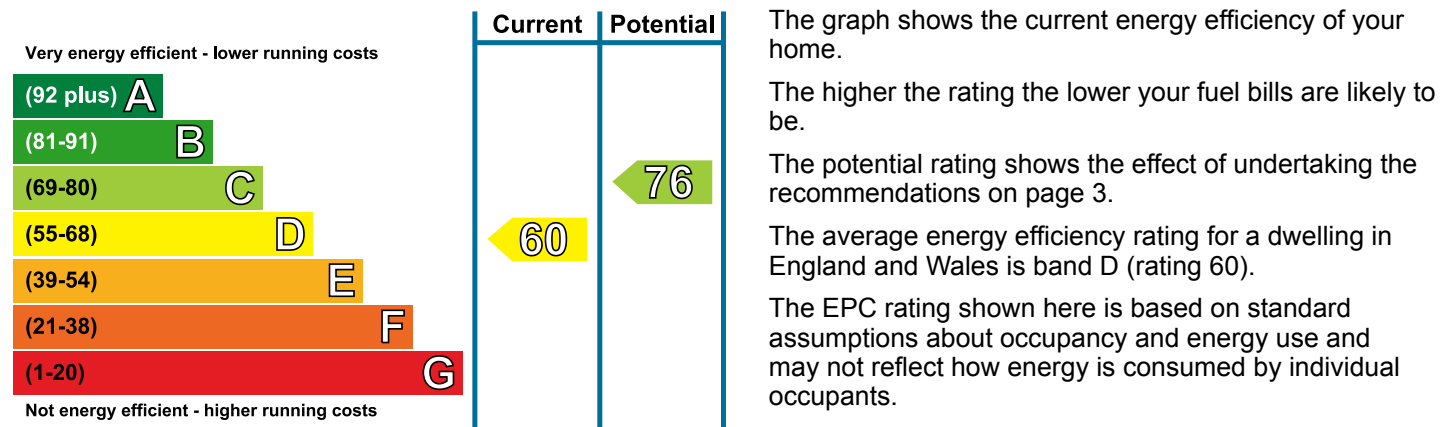 Current Potential
Very energy efficient - lower running costs
(92 plus) A
(81-91) B
(69-80) C
76
(55-68) D
60
(39-54) E
(21-38) F
(1-20) G
Not energy efficient - higher running costs
The graph shows the current energy efficiency of your
home.
The higher the rating the lower your fuel bills are likely to
be.
The potential rating shows the effect of undertaking the
recommendations on page 3.
The average energy efficiency rating for a dwelling in
England and Wales is band D (rating 60).
The EPC rating shown here is based on standard
assumptions about occupancy and energy use and
may not reflect how energy is consumed by individual
occupants.